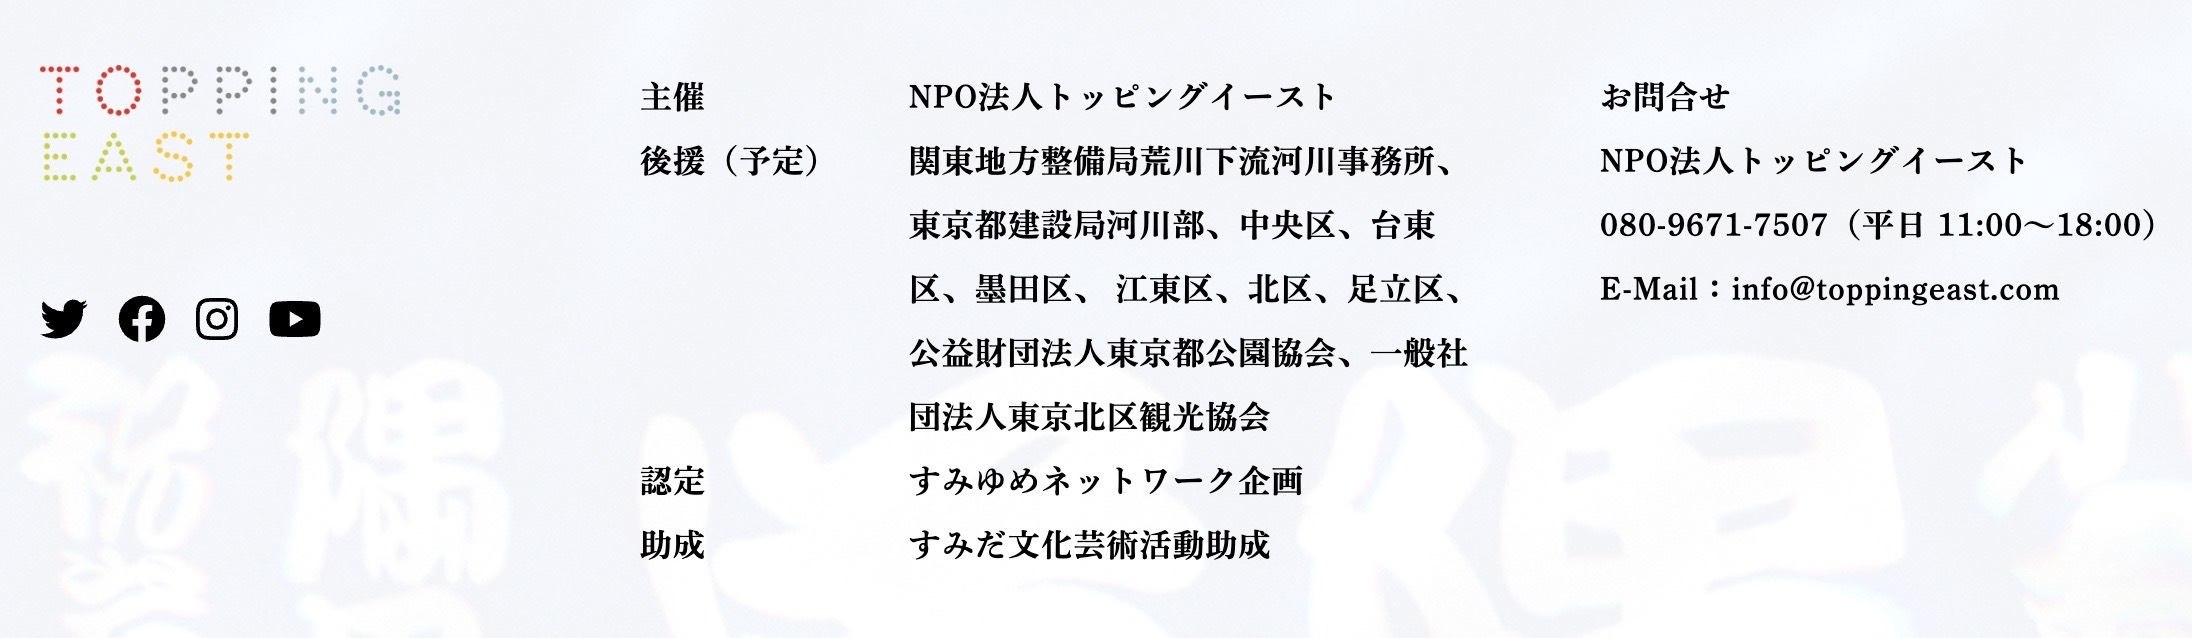 TOPPING
EAST
主催
NPO法人トッピングイースト
後援（予定）
関東地方整備局荒川下流河川事務所、
東京都建設局河川部、中央区、台東
区、墨田区、 江東区、北区、足立区、
公益財団法人東京都公園協会、一般社
団法人東京北区観光協会
認定
すみゆめネットワーク企画
助成
すみだ文化芸術活動助成
お問合せ
NPO法人トッピングイースト
080-9671-7507（平日 11:00〜18:00）
E-Mail：info@toppingeast.com